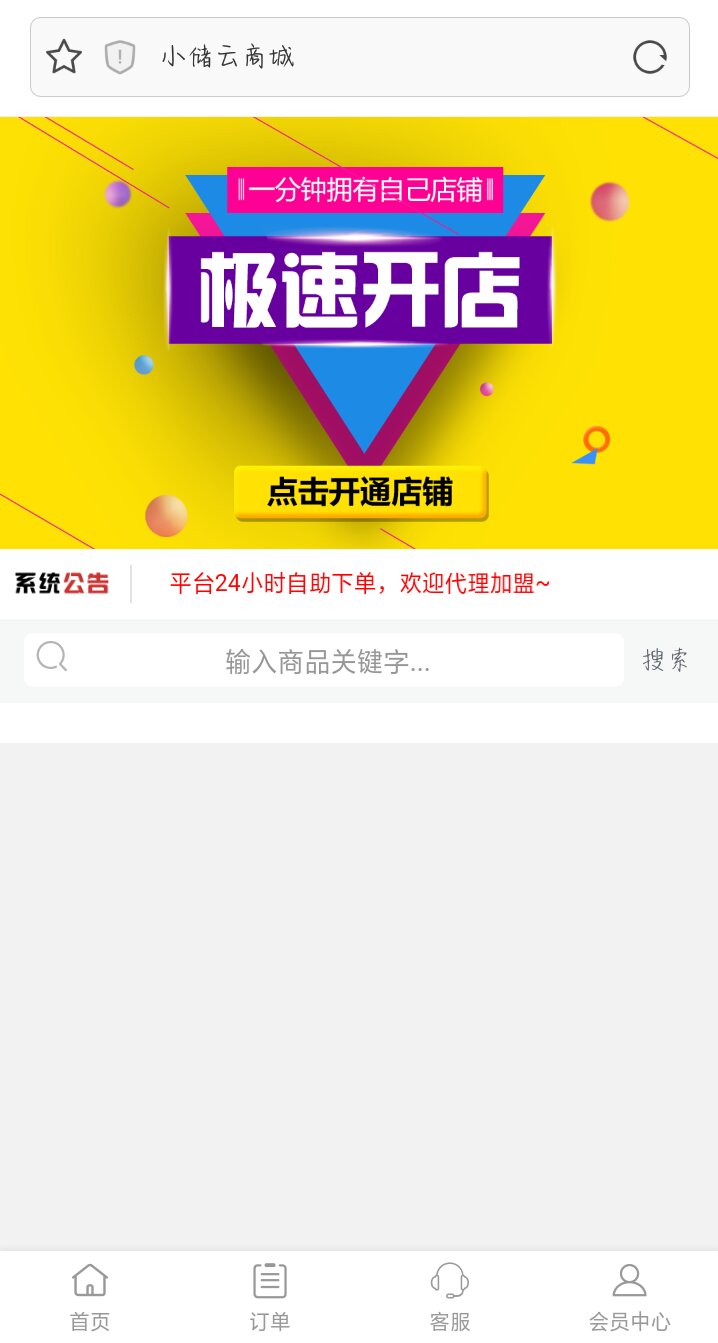 小储云商城
一分钟拥有自己店铺
极速开店
点击开通店铺
系统公告
平台24小时自助下单，欢迎代理加盟~
输入商品关键字...
搜索
首页
订单
客服
会员中心